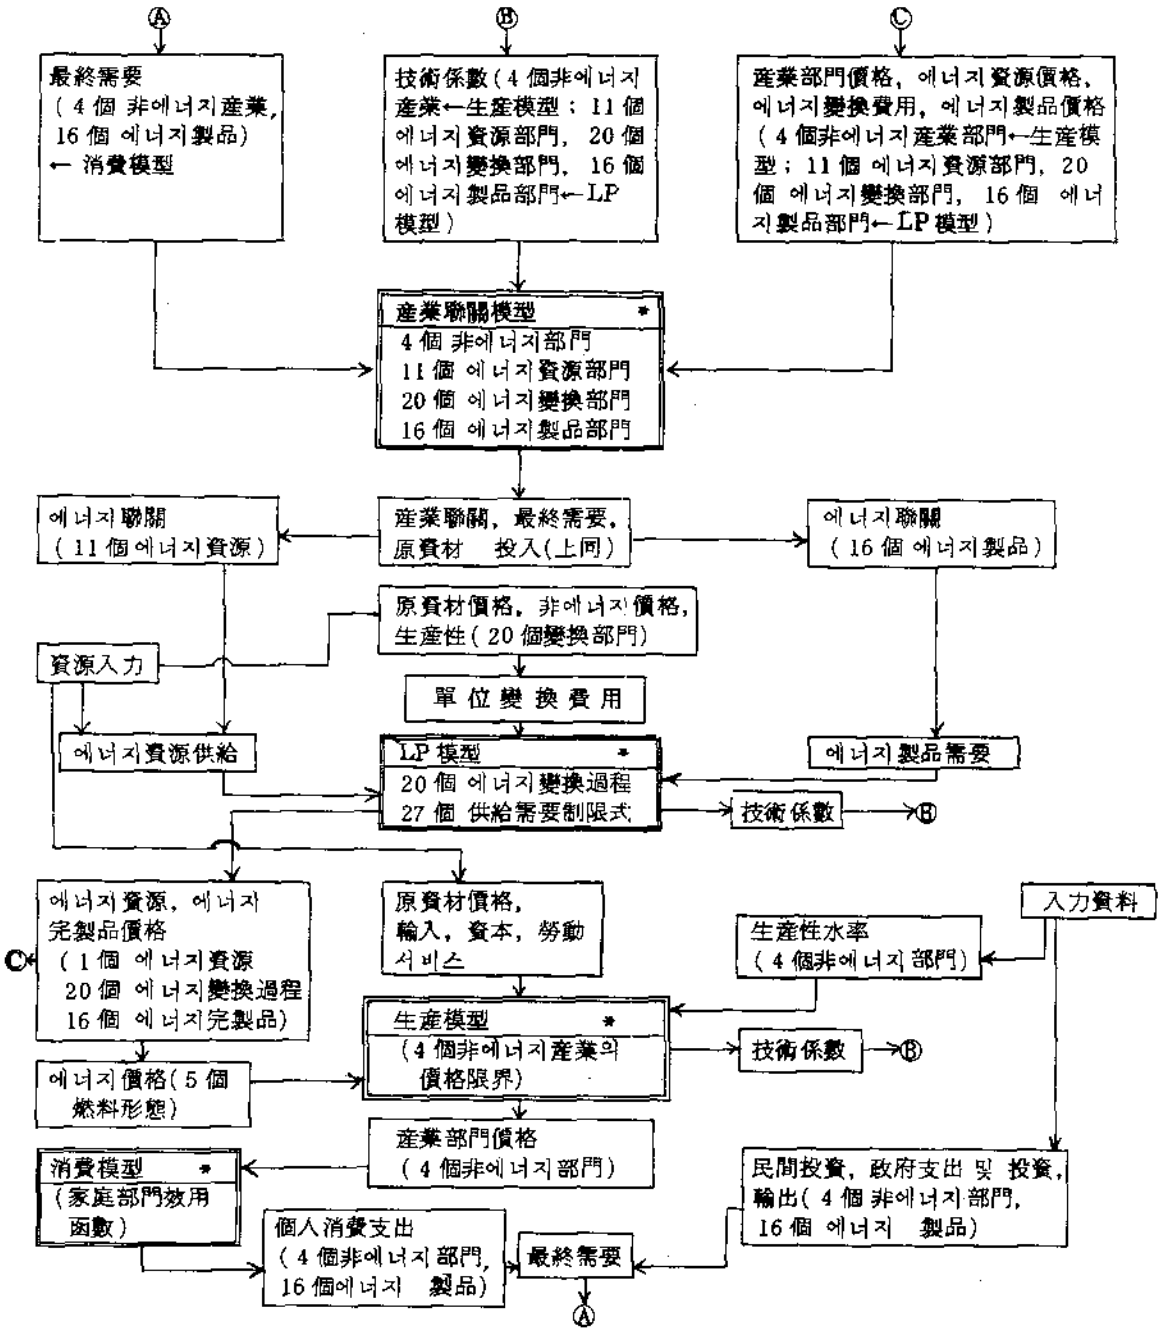 Ⓐ
Ⓑ
Ⓒ
最終需要
(4個 非에너지産業,
16個 에너지製品)
← 消費模型
技術係數(4個非에너지
産業←生産模型; 11個
에너지資源部門, 20個
에너지變換部門, 16個
에너지製品部門←LP
模型)
産業部門價格, 에너지資源價格,
에너지變換費用, 에너지製品價格
(4個非에너지産業部門←生産模
型; 11個 에너지資源部門, 20
個 에너지變換部門, 16個 에너
지製品部門←LP模型)
産業聯關模型 *
4個 非에너지部門
11個 에너지資源部門
20個 에너지變換部門
16個 에너지製品部門
에너지聯關
(11個에너지資源)
産業聯關, 最終需要,
原資材 投入(上同)
에너지聯關
(16個에너지製品)
原資材價格, 非에너지價格,
生産性(20個變換部門)
資源入力
單位變換費用
에너지資源供給
LP模型 *
20個 에너지變換過程
27個 供給需要制限式
에너지製品需要
技術係數
Ⓑ
에너지資源, 에너지
完製品價格
(1個 에너지資源
20個 에너지變換過程
16個 에너지完製品)
Ⓒ
原資材價格,
輸入, 資本, 勞動
서비스
入力資料
生産性水率
(4個非에너지部門)
生産模型 *
(4個非에너지産業의
價格限界)
技術係數
Ⓑ
에너지價格(5個
燃料形態)
産業部門價格
(4個非에너지部門)
消費模型 *
(家庭部門效用
函數)
民間投資, 政府支出 및 投資,
輸出(4個非에너지部門,
16個 에너지 製品)
個人消費支出
(4個非에너지部門,
16個에너지 製品)
最終需要
Ⓐ